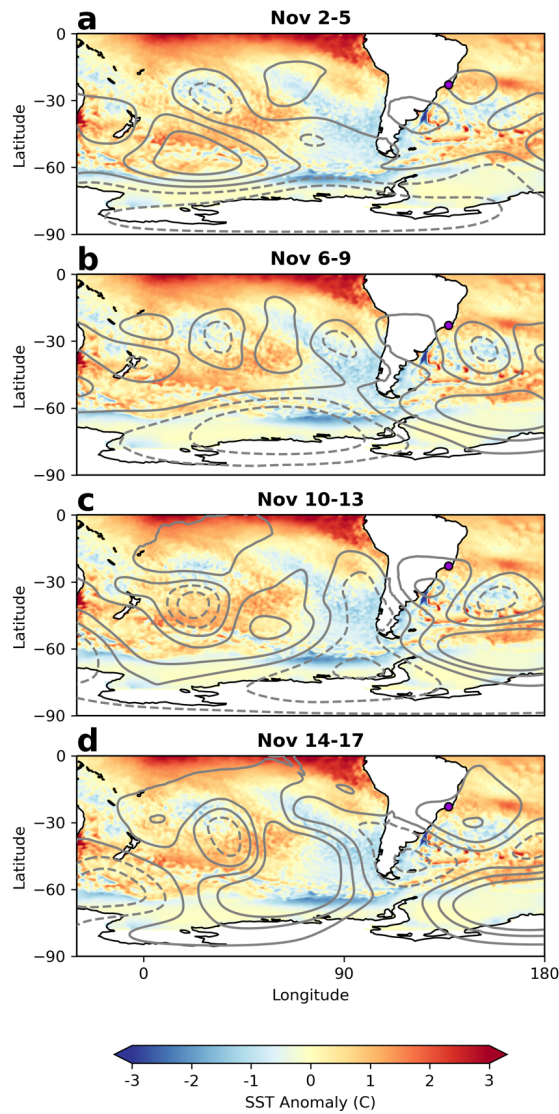 a
Nov 2-5
0
−30
−60
−90
Latitude
b
Nov 6-9
0
−30
−60
−90
Latitude
c
Nov 10-13
0
−30
−60
−90
Latitude
d
Nov 14-17
0
−30
−60
−90
Latitude
0 90 180
Longitude
-3 -2 -1 0 1 2 3
SST Anomaly (C)